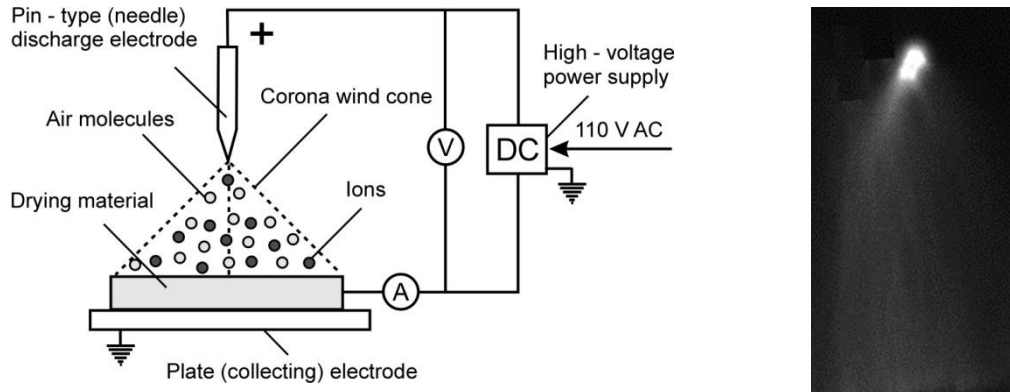 Pin - type (needle)
discharge electrode
+
High - voltage
power supply
Corona wind cone
Air molecules
110 V AC
V
DC
Ions
Drying material
A
Plate (collecting) electrode